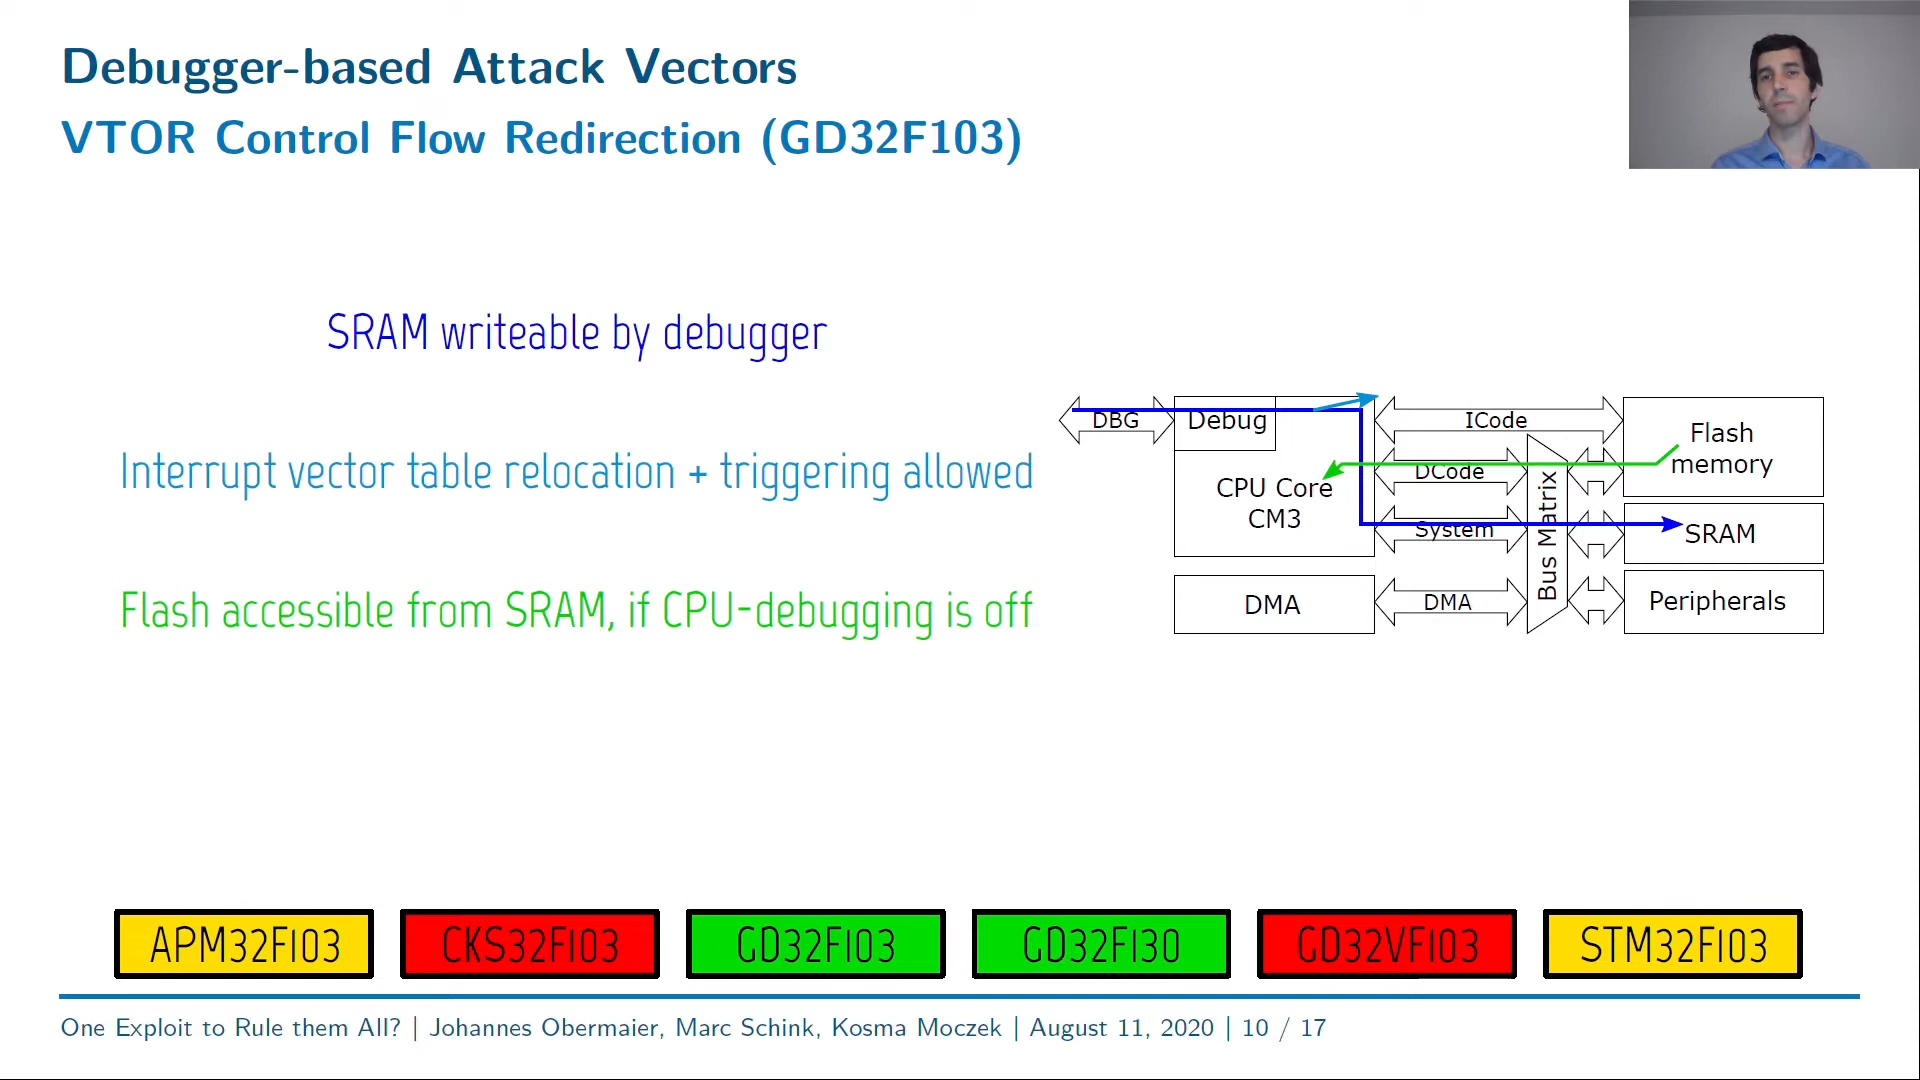 Debugger-based Attack Vectors
VTOR Control Flow Redirection (GD32F103)
SRAM writeable by debugger
Interrupt vector table relocation + triggering allowed
Flash accessible from SRAM, if CPU-debugging is off
DBG
Debug
CPU Core
CM3
DMA
ICode
DCode
System
DMA
Bus Matrix
Flash
memory
SRAM
Peripherals
APM32F103
CKS32F103
GD32F103
GD32F130
GD32VF103
STM32F103
One Exploit to Rule them All? | Johannes Obermaier, Marc Schink, Kosma Moczek | August 11, 2020 | 10 / 17